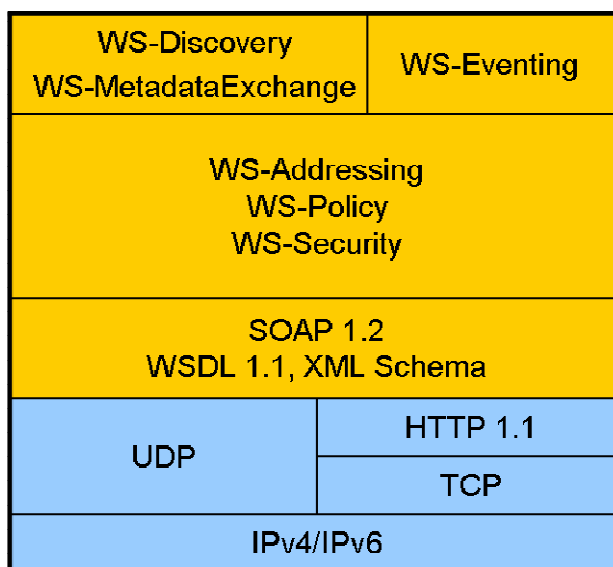 WS-Discovery
WS-MetadataExchange
WS-Eventing
WS-Addressing
WS-Policy
WS-Security
SOAP 1.2
WSDL 1.1, XML Schema
UDP
HTTP 1.1
TCP
IPv4/IPv6